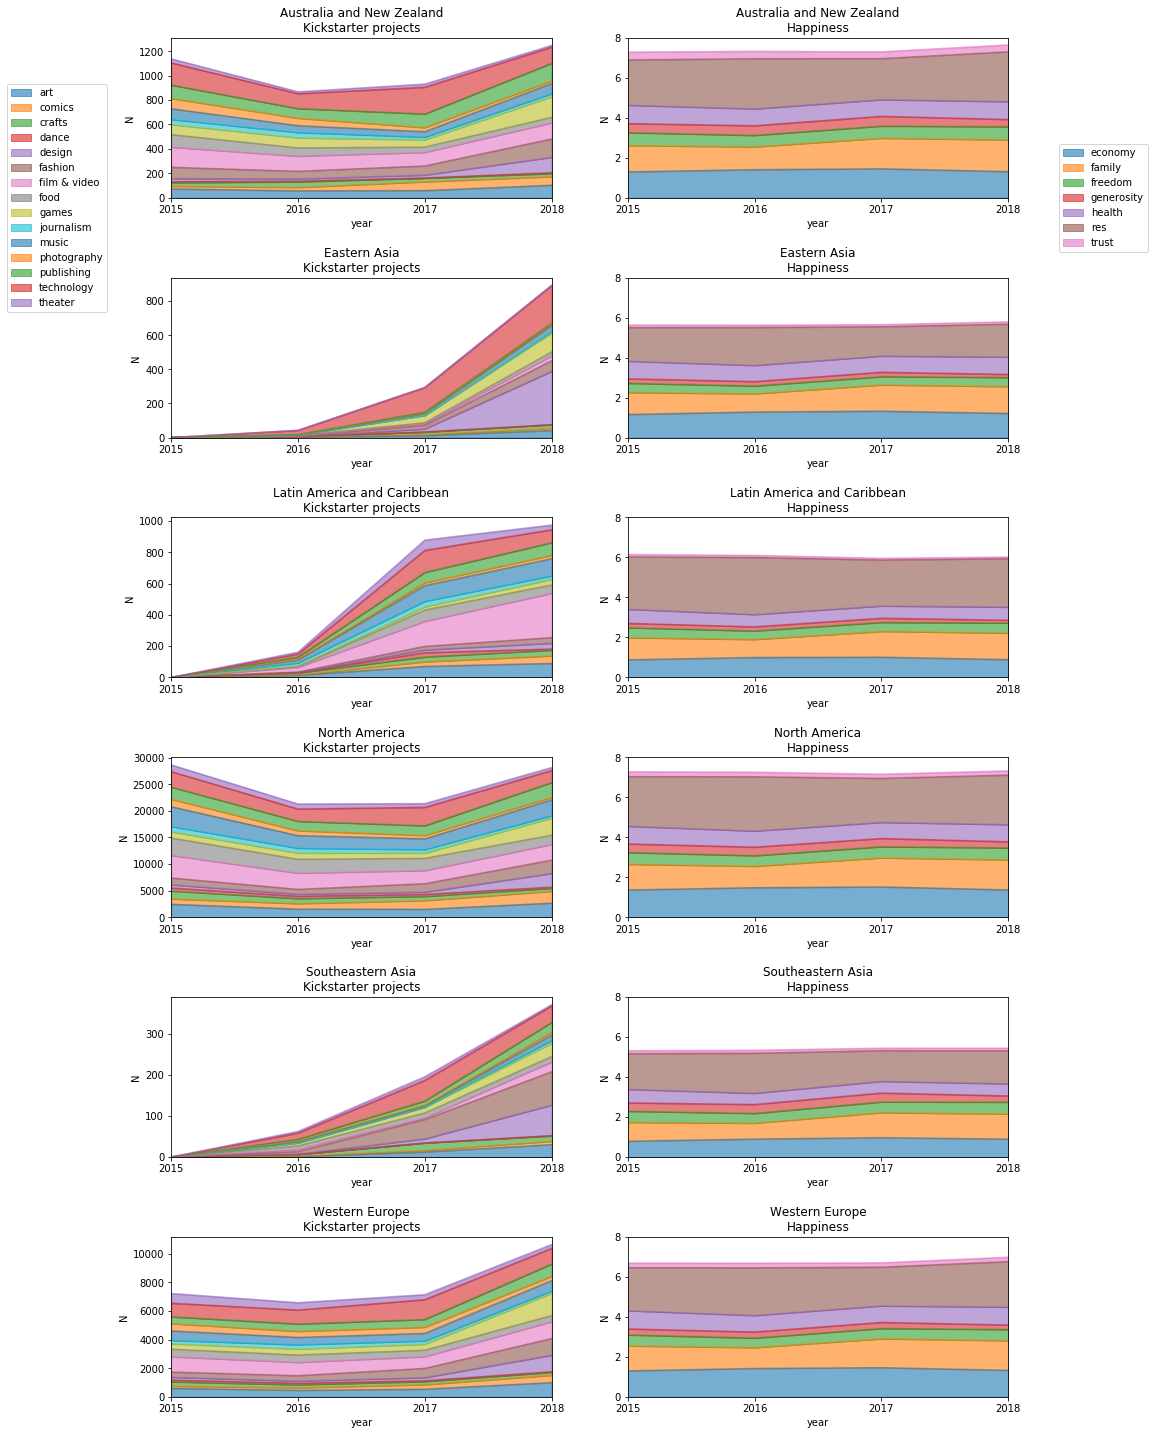 Australia and New Zealand
Kickstarter projects
1200
1000
800
600
400
200
0
N
2015 2016 2017 2018
year
Australia and New Zealand
Happiness
8
6
4
2
0
N
2015 2016 2017 2018
year
art
comics
crafts
dance
design
fashion
film & video
food
games
journalism
music
photography
publishing
technology
theater
economy
family
freedom
generosity
health
res
trust
Eastern Asia
Kickstarter projects
800
600
400
200
0
N
2015 2016 2017 2018
year
Eastern Asia
Happiness
8
6
4
2
0
N
2015 2016 2017 2018
year
Latin America and Caribbean
Kickstarter projects
1000
800
600
400
200
0
N
2015 2016 2017 2018
year
Latin America and Caribbean
Happiness
8
6
4
2
0
N
2015 2016 2017 2018
year
North America
Kickstarter projects
30000
25000
20000
15000
10000
5000
0
N
2015 2016 2017 2018
year
North America
Happiness
8
6
4
2
0
N
2015 2016 2017 2018
year
Southeastern Asia
Kickstarter projects
300
200
100
0
N
2015 2016 2017 2018
year
Southeastern Asia
Happiness
8
6
4
2
0
N
2015 2016 2017 2018
year
Western Europe
Kickstarter projects
10000
8000
6000
4000
2000
0
N
2015 2016 2017 2018
year
Western Europe
Happiness
8
6
4
2
0
N
2015 2016 2017 2018
year